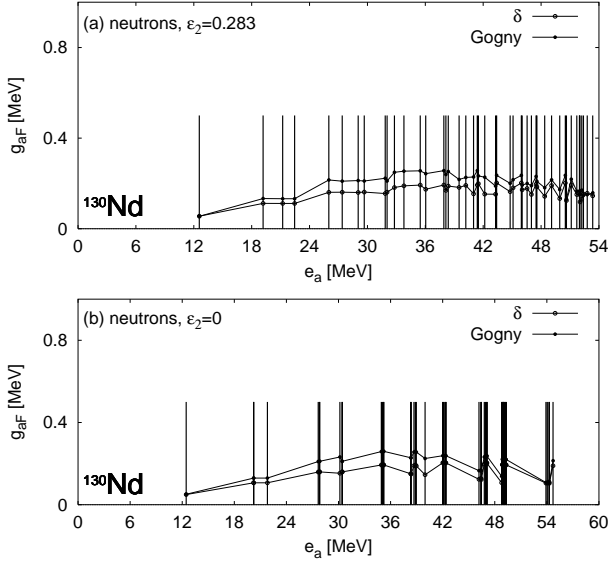 (a) neutrons, ε₂=0.283
δ
Gogny
0.8
0.4
0
g_aF [MeV]
¹³⁰Nd
0 6 12 18 24 30 36 42 48 54
e_a [MeV]
(b) neutrons, ε₂=0
δ
Gogny
0.8
0.4
0
g_aF [MeV]
¹³⁰Nd
0 6 12 18 24 30 36 42 48 54 60
e_a [MeV]